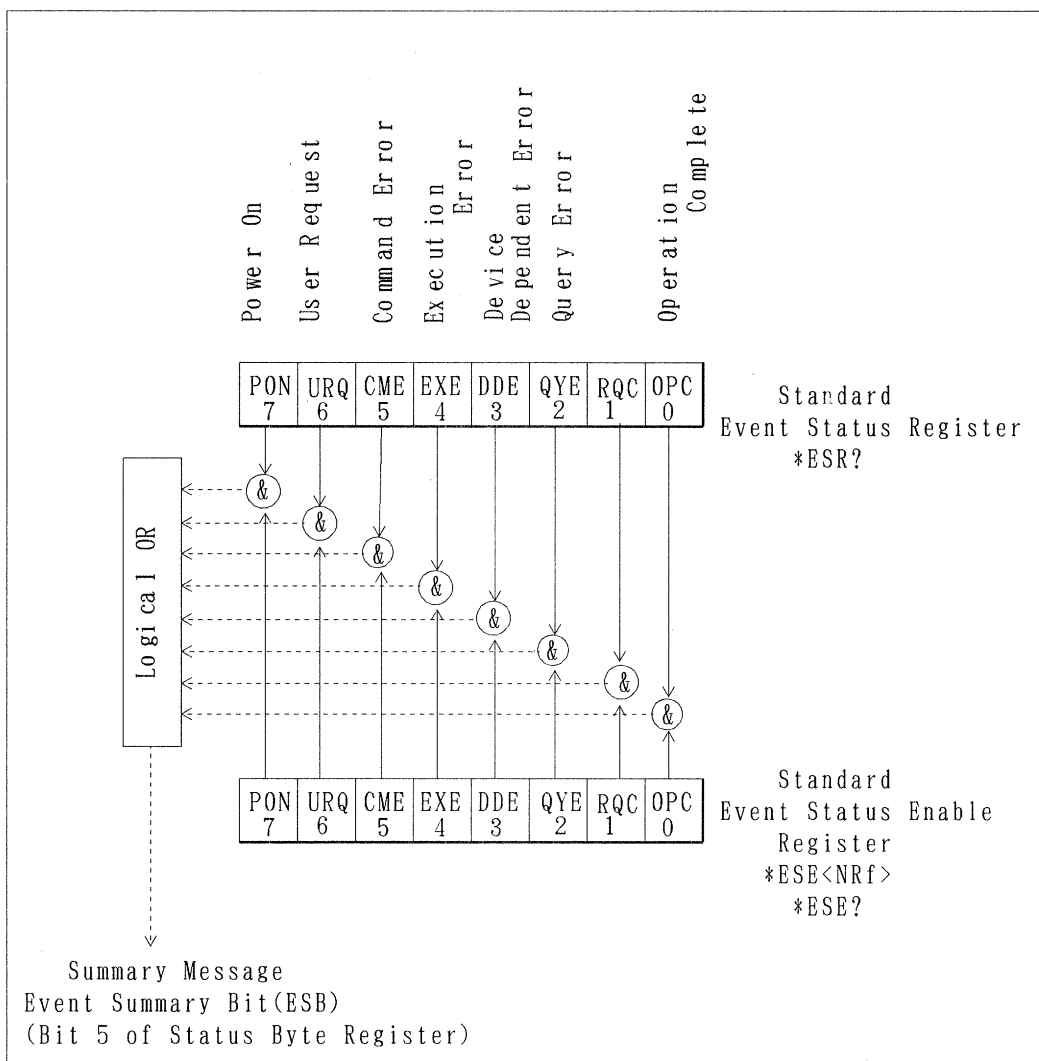 Power On
User Request
Command Error
Execution
Error
Device
Dependent Error
Query Error
Operation
Complete
PON URQ CME EXE DDE QYE RQC OPC
7 6 5 4 3 2 1 0
Standard
Event Status Register
*ESR?
Logical OR
&
&
&
&
&
&
&
&
PON URQ CME EXE DDE QYE RQC OPC
7 6 5 4 3 2 1 0
Standard
Event Status Enable
Register
*ESE<NRf>
*ESE?
Summary Message
Event Summary Bit(ESB)
(Bit 5 of Status Byte Register)